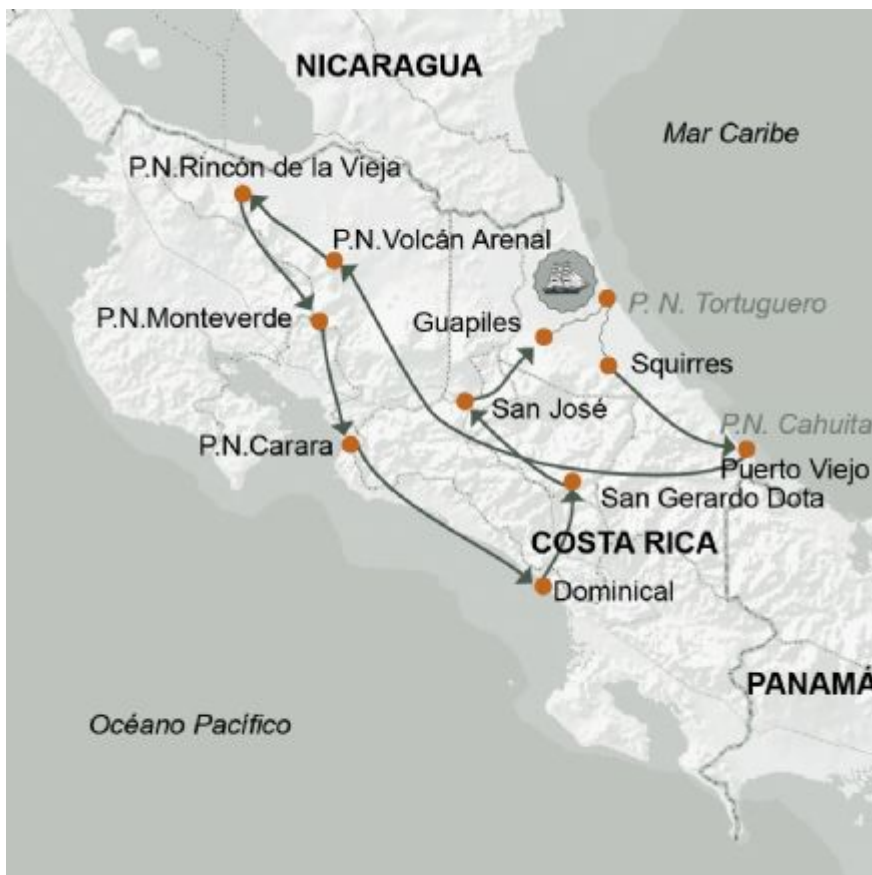 NICARAGUA
Mar Caribe
P.N.Rincón de la Vieja
P.N.Volcán Arenal
P. N. Tortuguero
P.N.Monteverde
Guapiles
Squirres
San José
P.N. Cahuita
P.N.Carara
Puerto Viejo
San Gerardo Dota
COSTA RICA
Dominical
PANAMÁ
Océano Pacífico